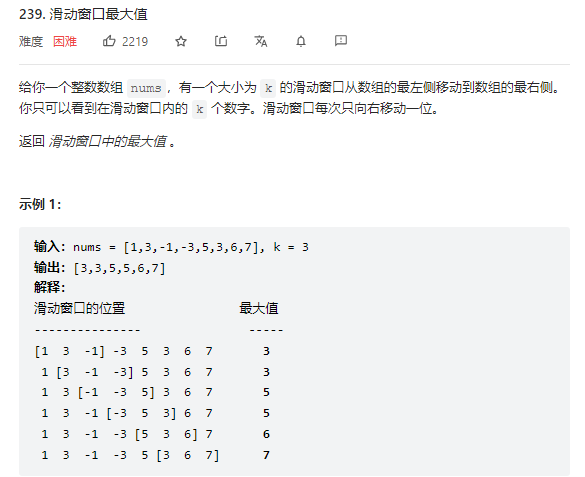 239. 滑动窗口最大值
难度 困难 2219
给你一个整数数组 nums，有一个大小为 k 的滑动窗口从数组的最左侧移动到数组的最右侧。
你只可以看到在滑动窗口内的 k 个数字。滑动窗口每次只向右移动一位。
返回 滑动窗口中的最大值 。
示例 1：
输入：nums = [1,3,-1,-3,5,3,6,7], k = 3
输出：[3,3,5,5,6,7]
解释：
滑动窗口的位置 最大值
--------------- -----
[1 3 -1] -3 5 3 6 7 3
1 [3 -1 -3] 5 3 6 7 3
1 3 [-1 -3 5] 3 6 7 5
1 3 -1 [-3 5 3] 6 7 5
1 3 -1 -3 [5 3 6] 7 6
1 3 -1 -3 5 [3 6 7] 7